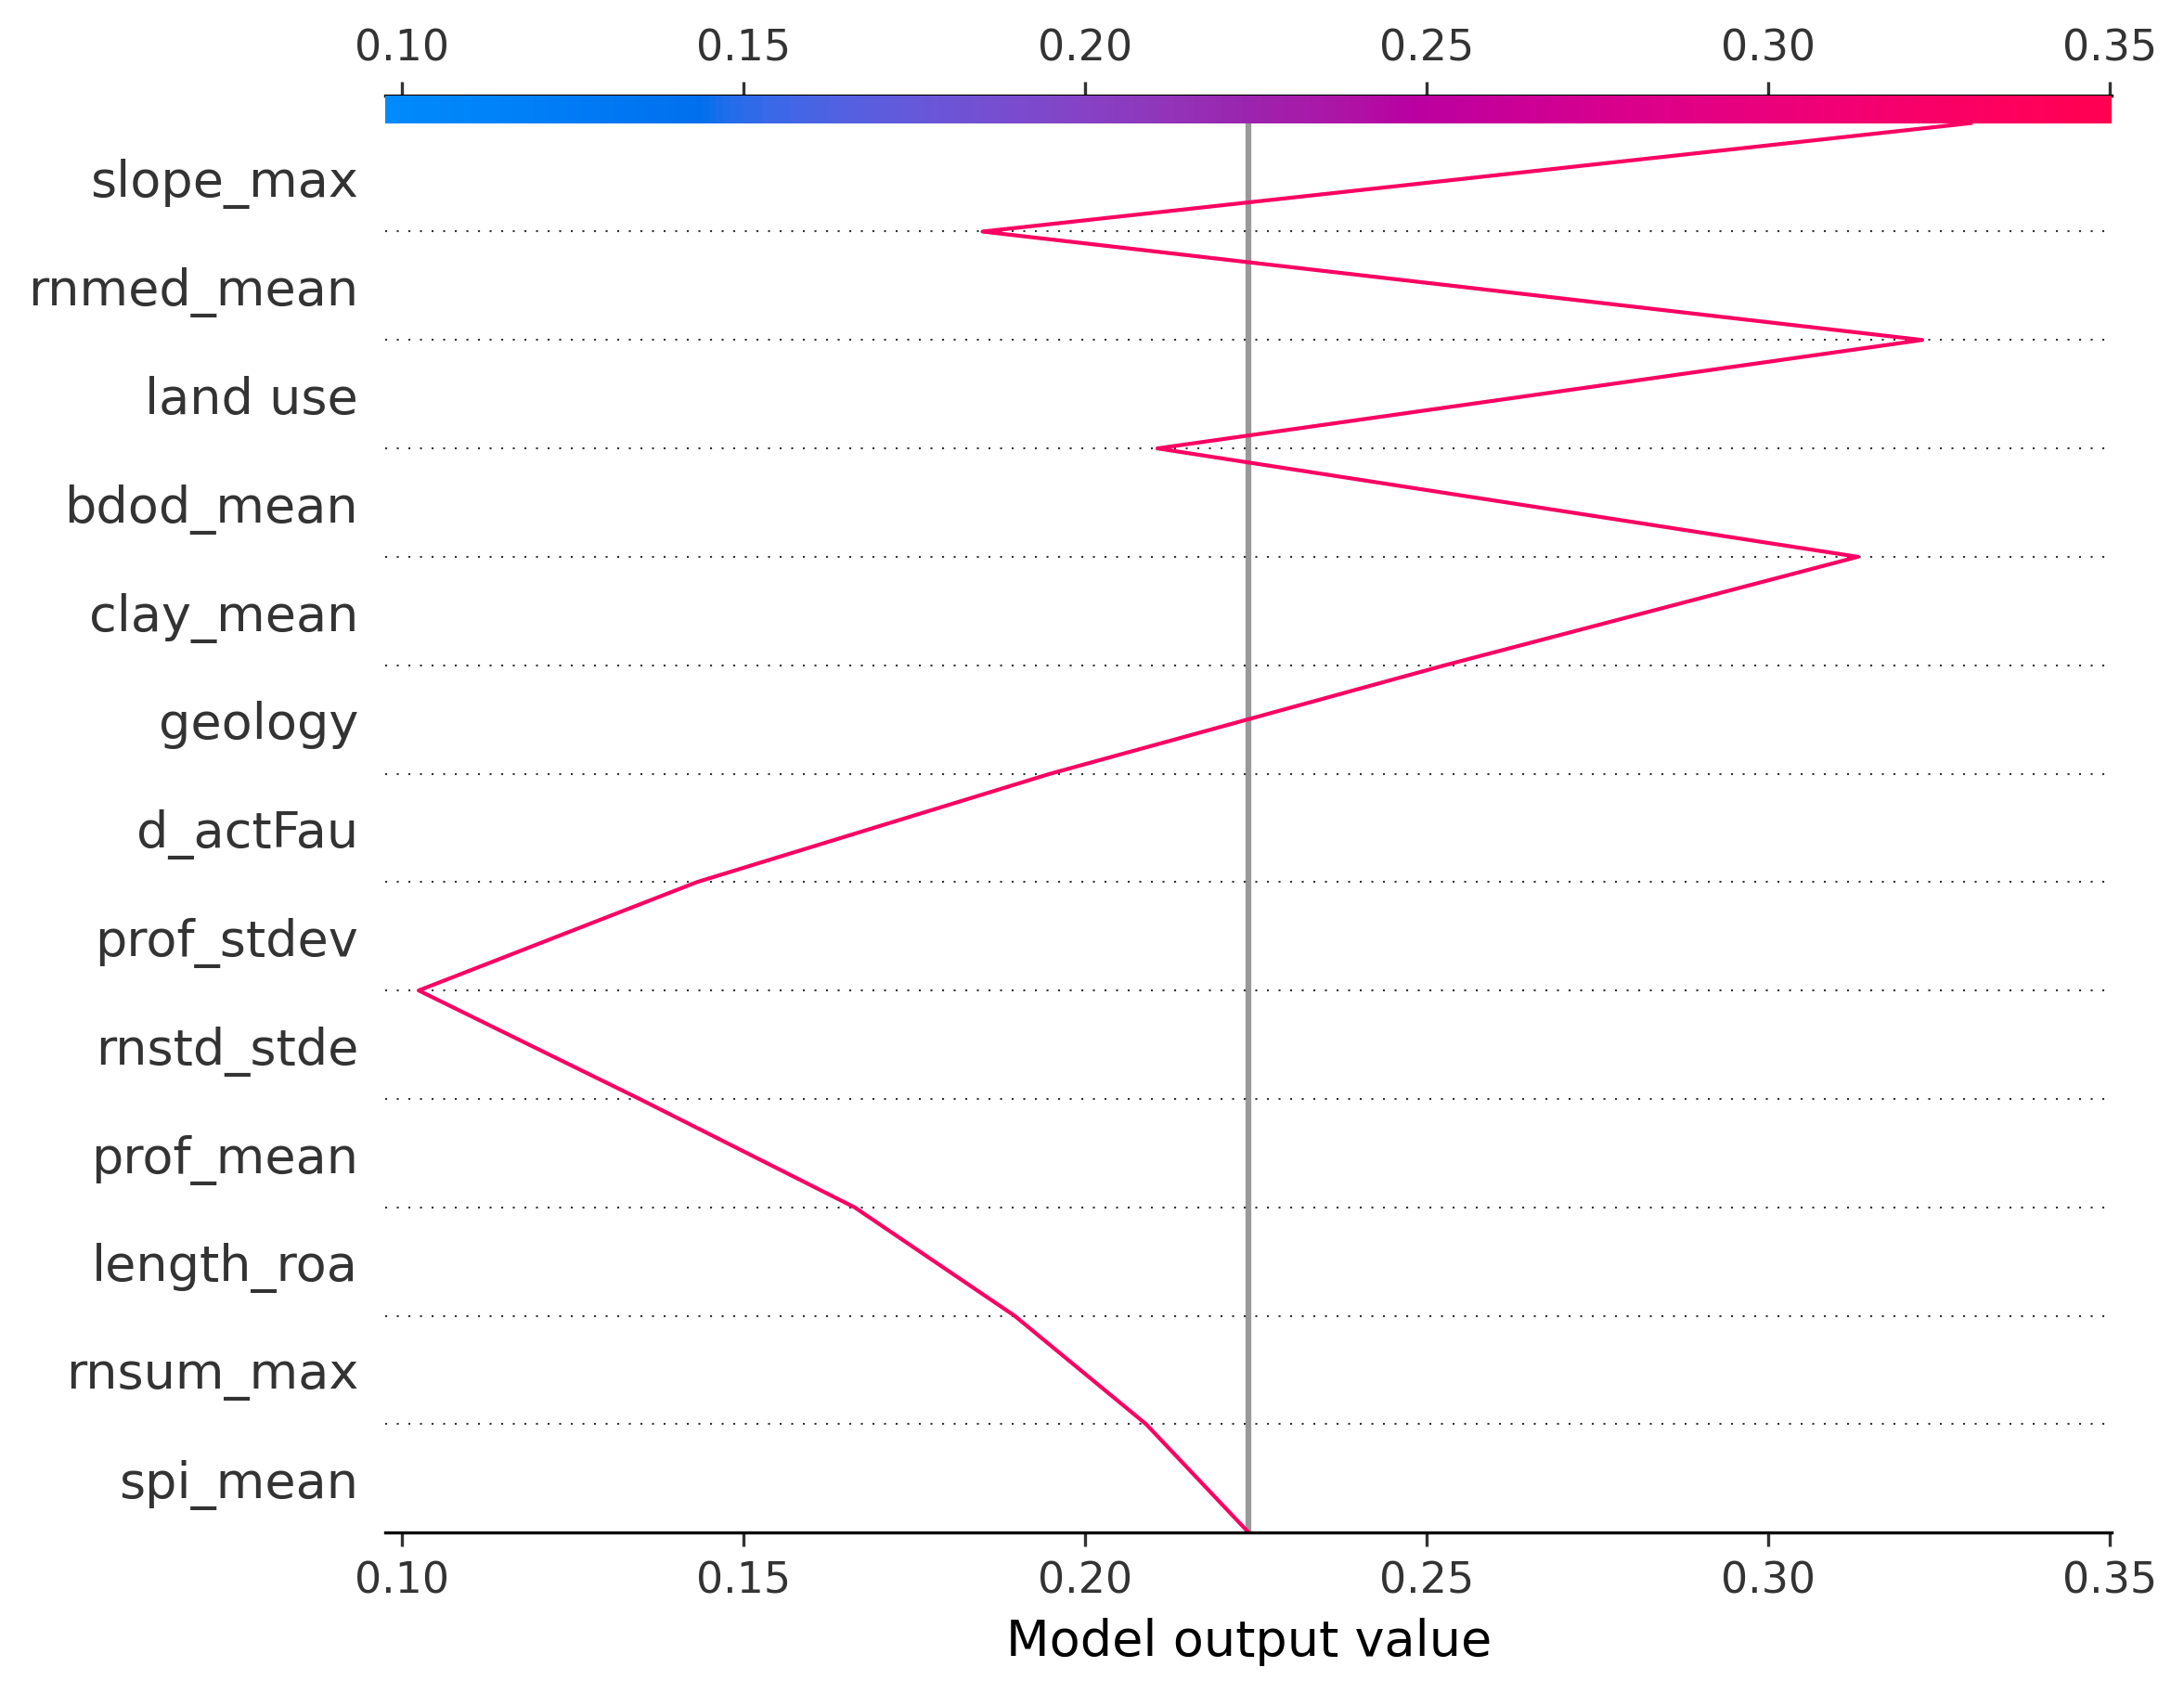 0.10 0.15 0.20 0.25 0.30 0.35
slope_max
rnmed_mean
land use
bdod_mean
clay_mean
geology
d_actFau
prof_stdev
rnstd_stde
prof_mean
length_roa
rnsum_max
spi_mean
0.10 0.15 0.20 0.25 0.30 0.35
Model output value